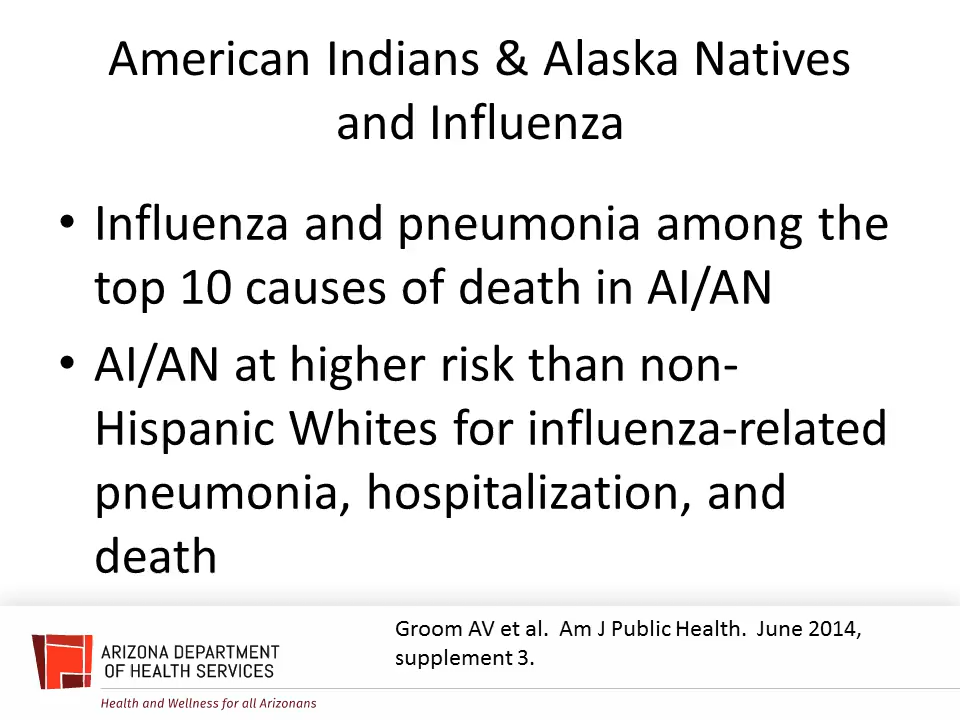 American Indians & Alaska Natives
and Influenza
• Influenza and pneumonia among the
top 10 causes of death in AI/AN
• AI/AN at higher risk than non-
Hispanic Whites for influenza-related
pneumonia, hospitalization, and
death
Groom AV et al.  Am J Public Health.  June 2014,
supplement 3.
ARIZONA DEPARTMENT
OF HEALTH SERVICES
Health and Wellness for all Arizonans